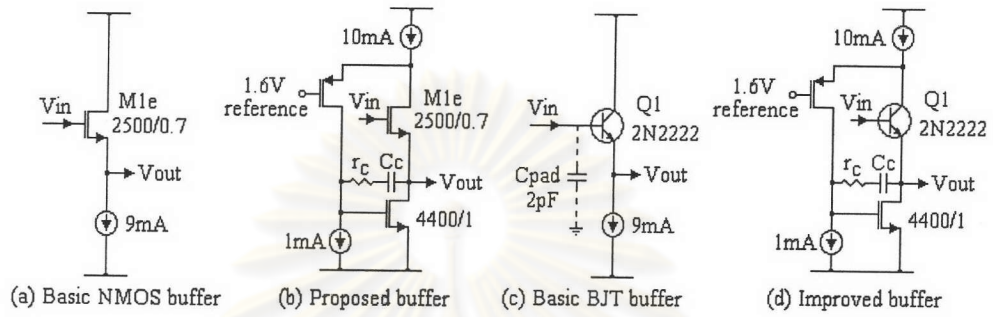 Vin
M1e
2500/0.7
Vout
9mA
(a) Basic NMOS buffer
10mA
1.6V
reference
Vin
M1e
2500/0.7
rc Cc
Vout
4400/1
1mA
(b) Proposed buffer
Vin
Q1
2N2222
Cpad
2pF
Vout
9mA
(c) Basic BJT buffer
10mA
1.6V
reference
Vin
Q1
2N2222
rc Cc
Vout
4400/1
1mA
(d) Improved buffer